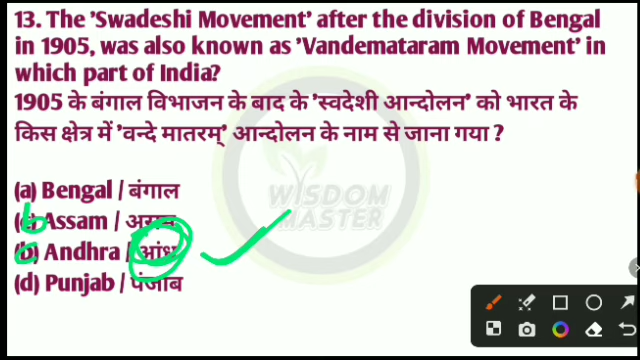 13. The 'Swadeshi Movement' after the division of Bengal
in 1905, was also known as 'Vandemataram Movement' in
which part of India?
1905 के बंगाल विभाजन के बाद के 'स्वदेशी आन्दोलन' को भारत के
किस क्षेत्र में 'वन्दे मातरम्' आन्दोलन के नाम से जाना गया ?
WISDOM
MASTER
(a) Bengal / बंगाल
b
(c) Assam / असम
c
(b) Andhra / आंध्र
(d) Punjab / पंजाब